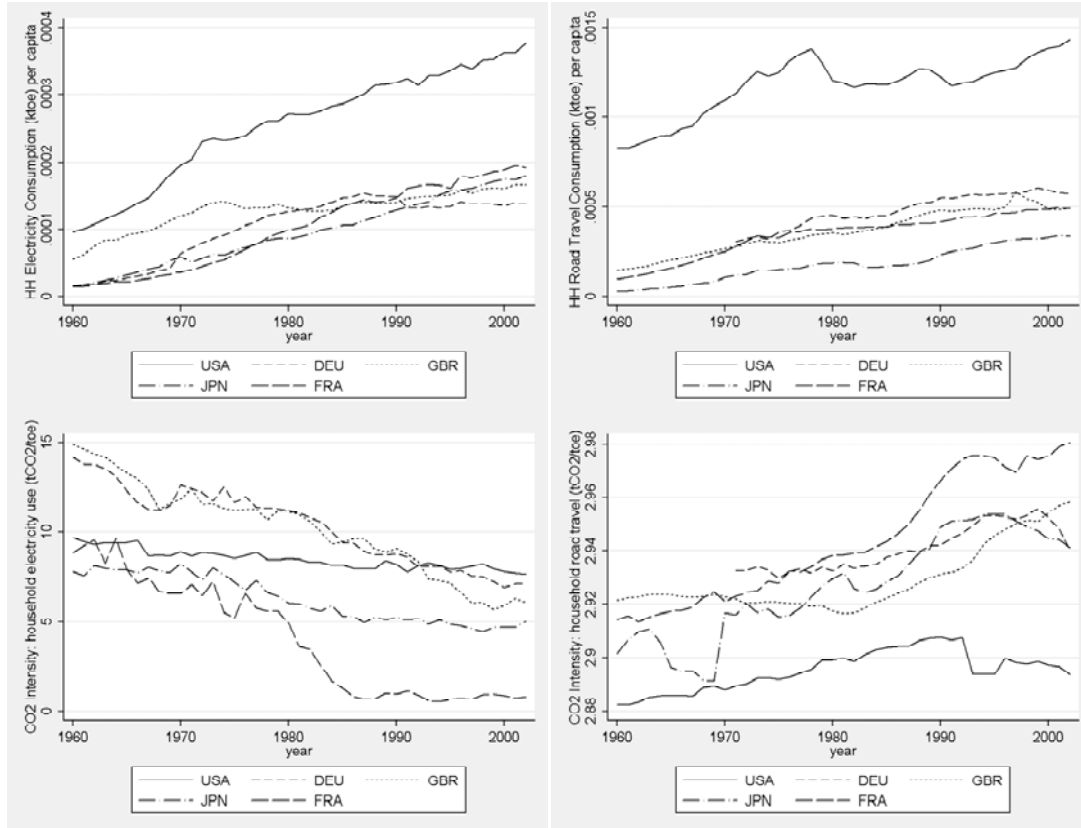 HH Electricity Consumption (ktoe) per capita
0 .0001 .0002 .0003 .0004
1960 1970 1980 1990 2000
year
USA DEU GBR
JPN FRA
HH Road Travel Consumption (ktoe) per capita
0 .0005 .001 .0015
1960 1970 1980 1990 2000
year
USA DEU GBR
JPN FRA
CO2 intensity: household electricity use (tCO2/toe)
0 5 10 15
1960 1970 1980 1990 2000
year
USA DEU GBR
JPN FRA
CO2 Intensity: household road travel (tCO2/toe)
2.88 2.9 2.92 2.94 2.96 2.98
1960 1970 1980 1990 2000
year
USA DEU GBR
JPN FRA